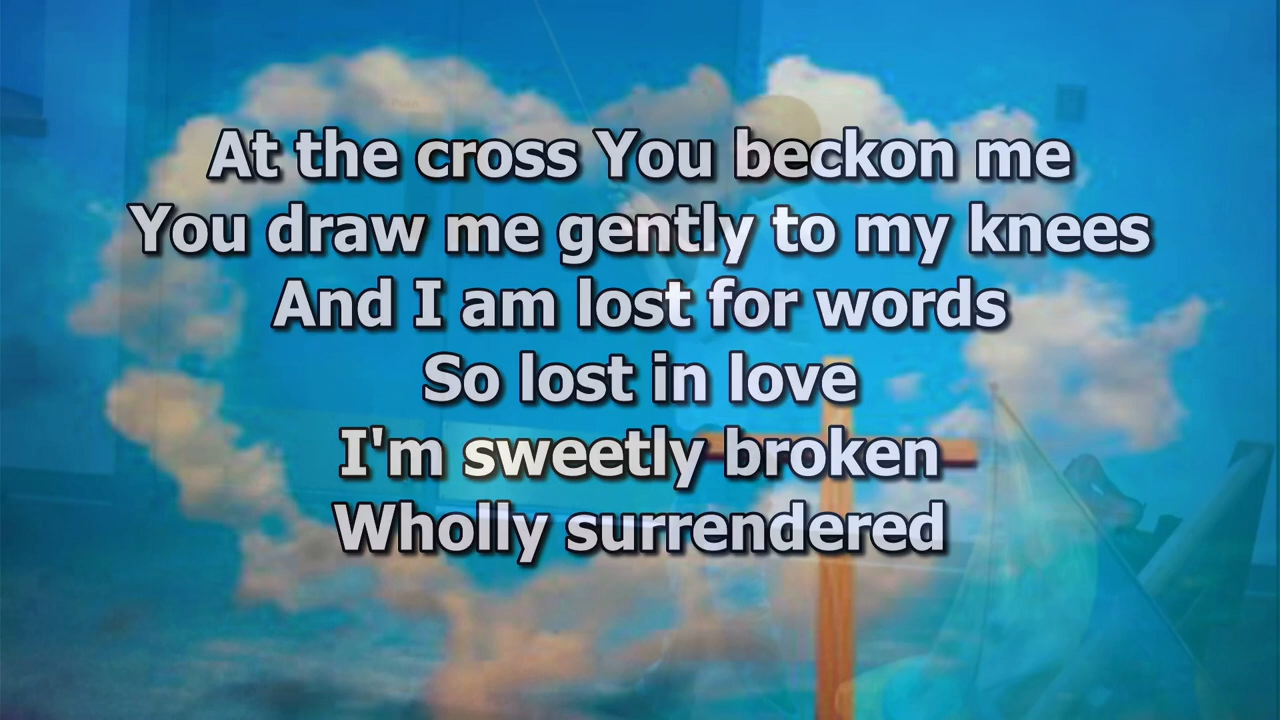 At the cross You beckon me
You draw me gently to my knees
And I am lost for words
So lost in love
I'm sweetly broken
Wholly surrendered